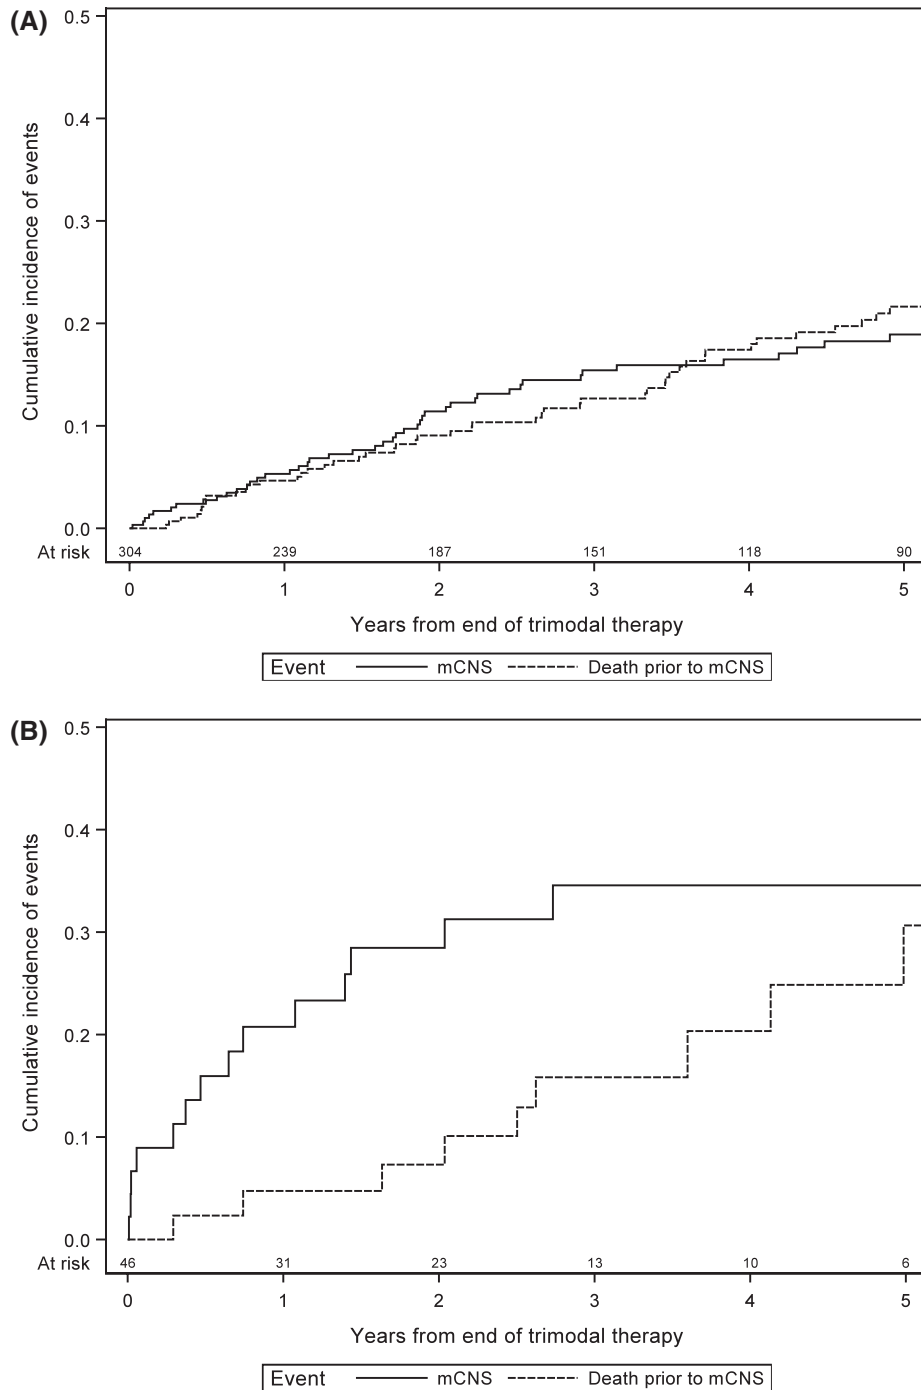 (A)
0.5
0.4
0.3
0.2
0.1
0.0
Cumulative incidence of events
At risk 304 239 187 151 118 90
0 1 2 3 4 5
Years from end of trimodal therapy
Event mCNS Death prior to mCNS
(B)
0.5
0.4
0.3
0.2
0.1
0.0
Cumulative incidence of events
At risk 46 31 23 13 10 6
0 1 2 3 4 5
Years from end of trimodal therapy
Event mCNS Death prior to mCNS